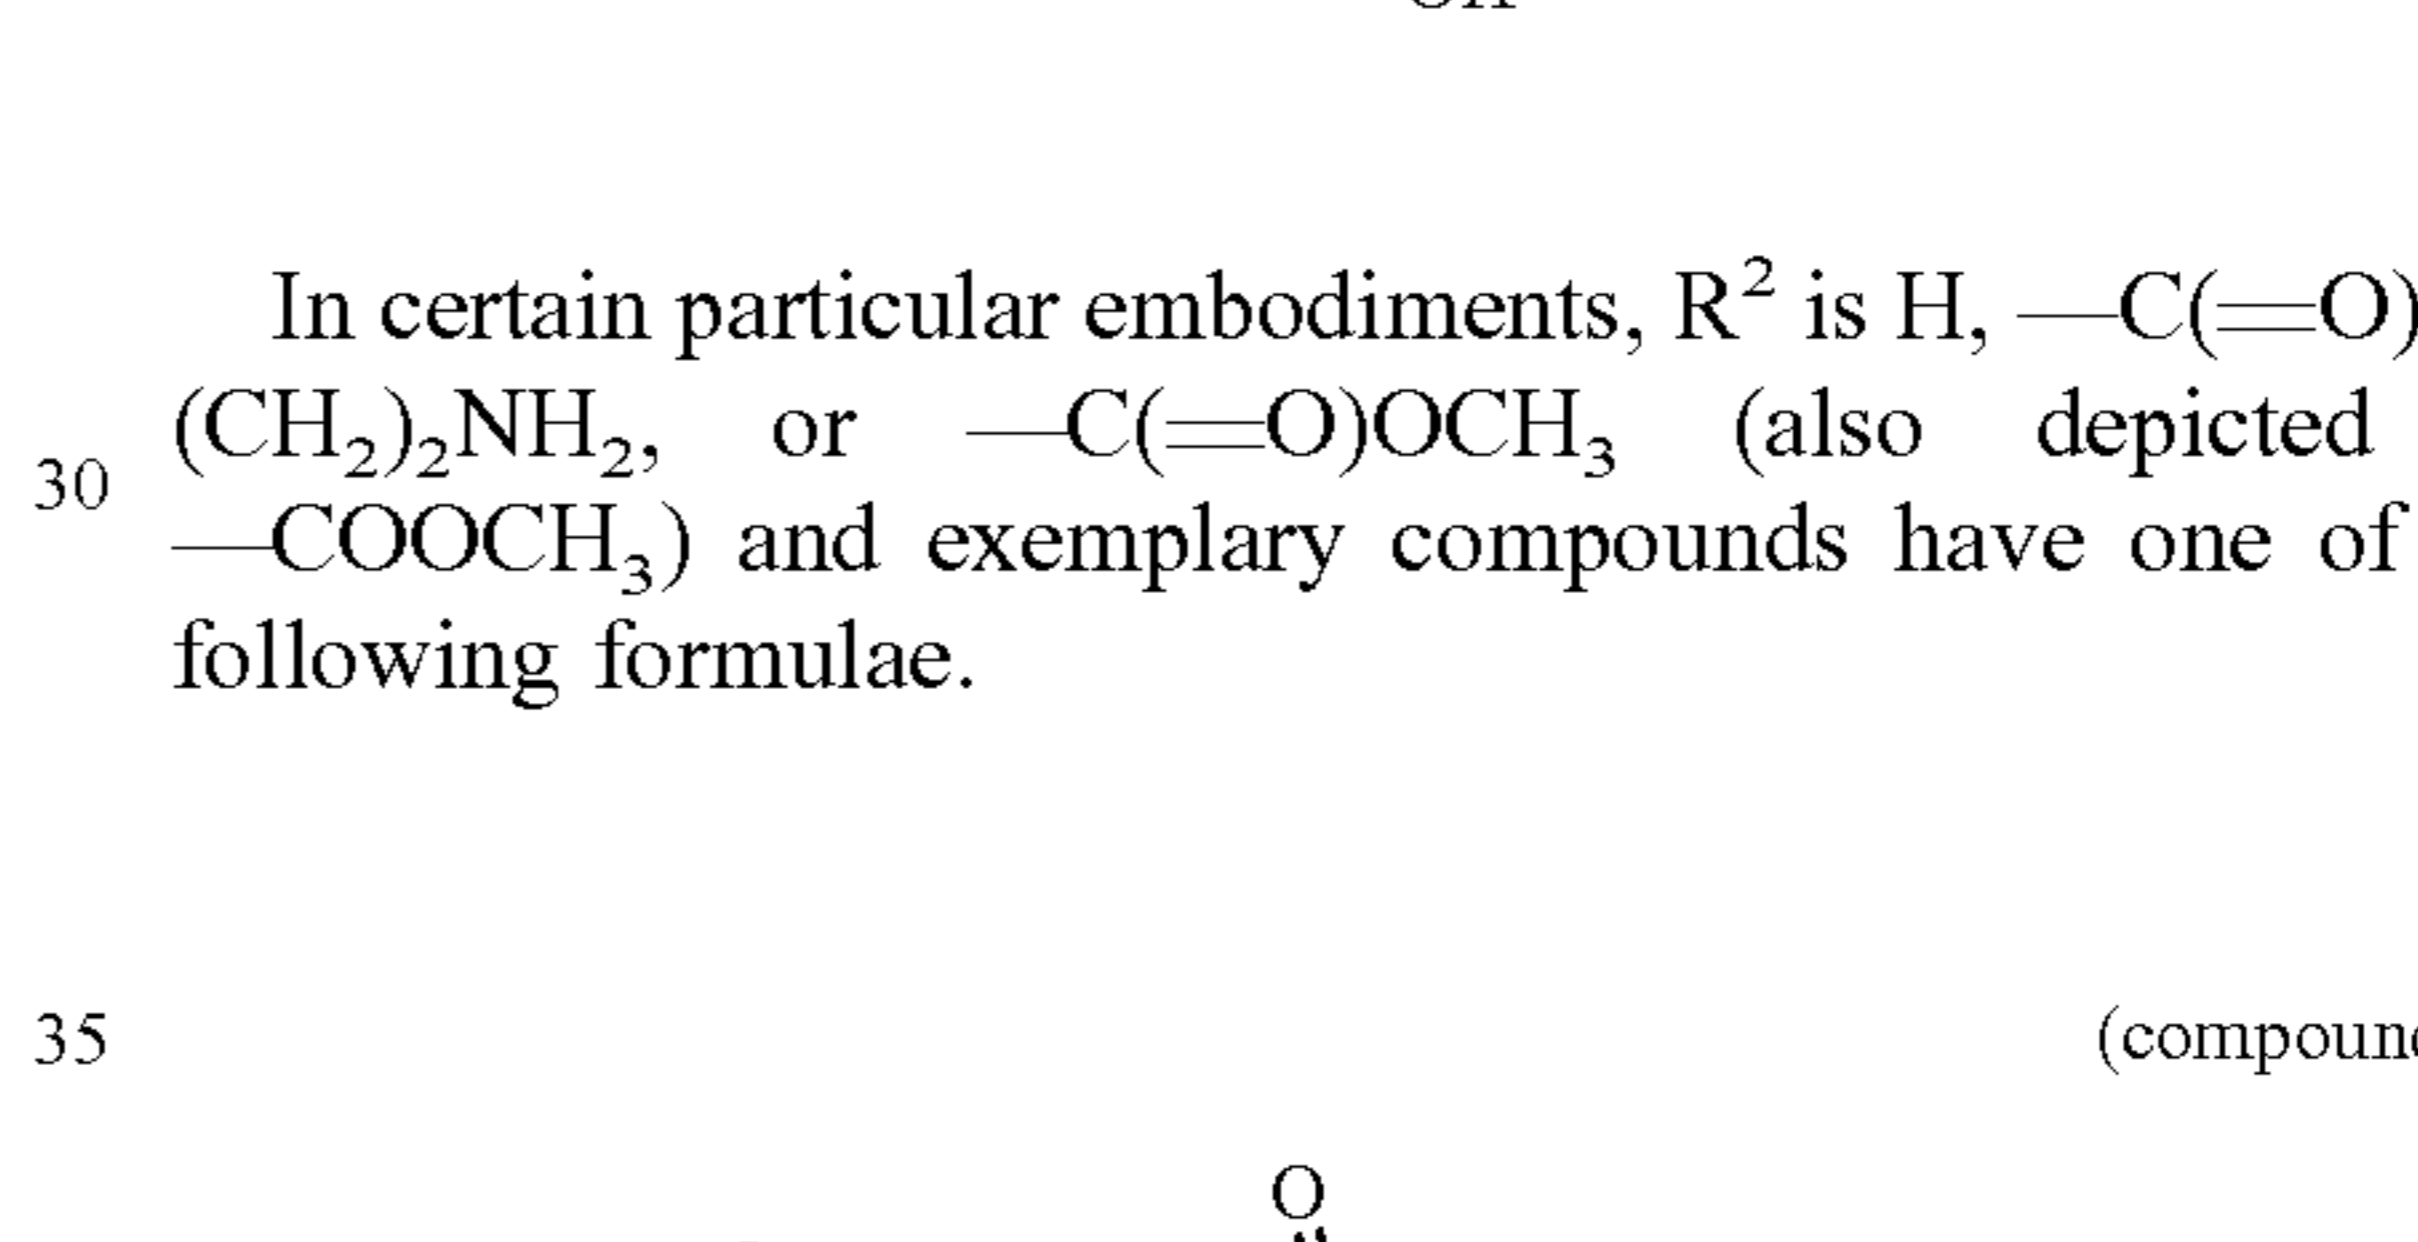 In certain particular embodiments, R² is H, —C(═O)
(CH₂)₂NH₂, or —C(═O)OCH₃ (also depicted
30
—COOCH₃) and exemplary compounds have one of
following formulae.
35
O